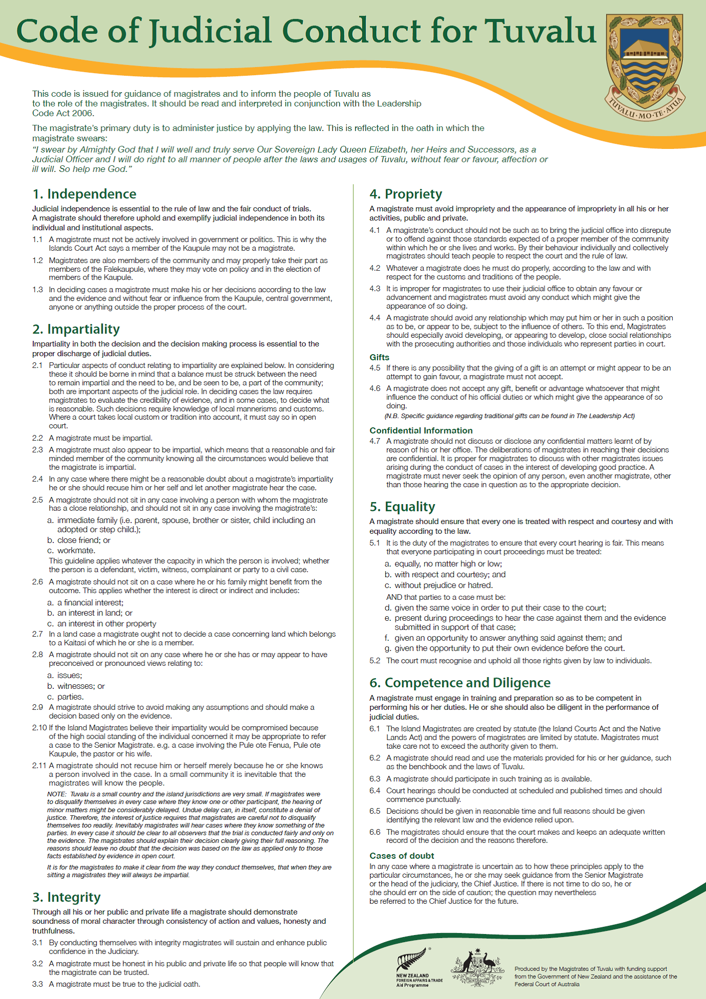 Code of Judicial Conduct for Tuvalu
TUVALU·MO·TE·ATUA
This code is issued for guidance of magistrates and to inform the people of Tuvalu as
to the role of the magistrates. It should be read and interpreted in conjunction with the Leadership
Code Act 2006.
The magistrate's primary duty is to administer justice by applying the law. This is reflected in the oath in which the
magistrate swears:
"I swear by Almighty God that I will well and truly serve Our Sovereign Lady Queen Elizabeth, her Heirs and Successors, as a
Judicial Officer and I will do right to all manner of people after the laws and usages of Tuvalu, without fear or favour, affection or
ill will. So help me God."
1. Independence
Judicial independence is essential to the rule of law and the fair conduct of trials.
A magistrate should therefore uphold and exemplify judicial independence in both its
individual and institutional aspects.
1.1 A magistrate must not be actively involved in government or politics. This is why the
Islands Court Act says a member of the Kaupule may not be a magistrate.
1.2 Magistrates are also members of the community and may properly take their part as
members of the Falekaupule, where they may vote on policy and in the election of
members of the Kaupule.
1.3 In deciding cases a magistrate must make his or her decisions according to the law
and the evidence and without fear or influence from the Kaupule, central government,
anyone or anything outside the proper process of the court.
2. Impartiality
Impartiality in both the decision and the decision making process is essential to the
proper discharge of judicial duties.
2.1 Particular aspects of conduct relating to impartiality are explained below. In considering
these it should be borne in mind that a balance must be struck between the need
to remain impartial and the need to be, and be seen to be, a part of the community;
both are important aspects of the judicial role. In deciding cases the law requires
magistrates to evaluate the credibility of evidence, and in some cases, to decide what
is reasonable. Such decisions require knowledge of local mannerisms and customs.
Where a court takes local custom or tradition into account, it must say so in open
court.
2.2 A magistrate must be impartial.
2.3 A magistrate must also appear to be impartial, which means that a reasonable and fair
minded member of the community knowing all the circumstances would believe that
the magistrate is impartial.
2.4 In any case where there might be a reasonable doubt about a magistrate's impartiality
he or she should recuse him or her self and let another magistrate hear the case.
2.5 A magistrate should not sit in any case involving a person with whom the magistrate
has a close relationship, and should not sit in any case involving the magistrate's:
a. immediate family (i.e. parent, spouse, brother or sister, child including an
adopted or step child.);
b. close friend; or
c. workmate.
This guideline applies whatever the capacity in which the person is involved; whether
the person is a defendant, victim, witness, complainant or party to a civil case.
2.6 A magistrate should not sit on a case where he or his family might benefit from the
outcome. This applies whether the interest is direct or indirect and includes:
a. a financial interest;
b. an interest in land; or
c. an interest in other property
2.7 In a land case a magistrate ought not to decide a case concerning land which belongs
to a Kaitasi of which he or she is a member.
2.8 A magistrate should not sit on any case where he or she has or may appear to have
preconceived or pronounced views relating to:
a. issues;
b. witnesses; or
c. parties.
2.9 A magistrate should strive to avoid making any assumptions and should make a
decision based only on the evidence.
2.10 If the Island Magistrates believe their impartiality would be compromised because
of the high social standing of the individual concerned it may be appropriate to refer
a case to the Senior Magistrate. e.g. a case involving the Pule ote Fenua, Pule ote
Kaupule, the pastor or his wife.
2.11 A magistrate should not recuse him or herself merely because he or she knows
a person involved in the case. In a small community it is inevitable that the
magistrates will know the people.
NOTE: Tuvalu is a small country and the island jurisdictions are very small. If magistrates were
to disqualify themselves in every case where they know one or other participant, the hearing of
minor matters might be considerably delayed. Undue delay can, in itself, constitute a denial of
justice. Therefore, the interest of justice requires that magistrates are careful not to disqualify
themselves too readily. Inevitably magistrates will hear cases where they know something of the
parties. In every case it should be clear to all observers that the trial is conducted fairly and only on
the evidence. The magistrates should explain their decision clearly giving their full reasoning. The
reasons should leave no doubt that the decision was based on the law as applied only to those
facts established by evidence in open court.
It is for the magistrates to make it clear from the way they conduct themselves, that when they are
sitting a magistrates they will always be impartial.
3. Integrity
Through all his or her public and private life a magistrate should demonstrate
soundness of moral character through consistency of action and values, honesty and
truthfulness.
3.1 By conducting themselves with integrity magistrates will sustain and enhance public
confidence in the Judiciary.
3.2 A magistrate must be honest in his public and private life so that people will know that
the magistrate can be trusted.
3.3 A magistrate must be true to the judicial oath.
4. Propriety
A magistrate must avoid impropriety and the appearance of impropriety in all his or her
activities, public and private.
4.1 A magistrate's conduct should not be such as to bring the judicial office into disrepute
or to offend against those standards expected of a proper member of the community
within which he or she lives and works. By their behaviour individually and collectively
magistrates should teach people to respect the court and the rule of law.
4.2 Whatever a magistrate does he must do properly, according to the law and with
respect for the customs and traditions of the people.
4.3 It is improper for magistrates to use their judicial office to obtain any favour or
advancement and magistrates must avoid any conduct which might give the
appearance of so doing.
4.4 A magistrate should avoid any relationship which may put him or her in such a position
as to be, or appear to be, subject to the influence of others. To this end, Magistrates
should especially avoid developing, or appearing to develop, close social relationships
with the prosecuting authorities and those individuals who represent parties in court.
Gifts
4.5 If there is any possibility that the giving of a gift is an attempt or might appear to be an
attempt to gain favour, a magistrate must not accept.
4.6 A magistrate does not accept any gift, benefit or advantage whatsoever that might
influence the conduct of his official duties or which might give the appearance of so
doing.
(N.B. Specific guidance regarding traditional gifts can be found in The Leadership Act)
Confidential Information
4.7 A magistrate should not discuss or disclose any confidential matters learnt of by
reason of his or her office. The deliberations of magistrates in reaching their decisions
are confidential. It is proper for magistrates to discuss with other magistrates issues
arising during the conduct of cases in the interest of developing good practice. A
magistrate must never seek the opinion of any person, even another magistrate, other
than those hearing the case in question as to the appropriate decision.
5. Equality
A magistrate should ensure that every one is treated with respect and courtesy and with
equality according to the law.
5.1 It is the duty of the magistrates to ensure that every court hearing is fair. This means
that everyone participating in court proceedings must be treated:
a. equally, no matter high or low;
b. with respect and courtesy; and
c. without prejudice or hatred.
AND that parties to a case must be:
d. given the same voice in order to put their case to the court;
e. present during proceedings to hear the case against them and the evidence
submitted in support of that case;
f. given an opportunity to answer anything said against them; and
g. given the opportunity to put their own evidence before the court.
5.2 The court must recognise and uphold all those rights given by law to individuals.
6. Competence and Diligence
A magistrate must engage in training and preparation so as to be competent in
performing his or her duties. He or she should also be diligent in the performance of
judicial duties.
6.1 The Island Magistrates are created by statute (the Island Courts Act and the Native
Lands Act) and the powers of magistrates are limited by statute. Magistrates must
take care not to exceed the authority given to them.
6.2 A magistrate should read and use the materials provided for his or her guidance, such
as the benchbook and the laws of Tuvalu.
6.3 A magistrate should participate in such training as is available.
6.4 Court hearings should be conducted at scheduled and published times and should
commence punctually.
6.5 Decisions should be given in reasonable time and full reasons should be given
identifying the relevant law and the evidence relied upon.
6.6 The magistrates should ensure that the court makes and keeps an adequate written
record of the decision and the reasons therefore.
Cases of doubt
In any case where a magistrate is uncertain as to how these principles apply to the
particular circumstances, he or she may seek guidance from the Senior Magistrate
or the head of the judiciary, the Chief Justice. If there is not time to do so, he or
she should err on the side of caution; the question may nevertheless
be referred to the Chief Justice for the future.
®
NEW ZEALAND
FOREIGN AFFAIRS & TRADE
Aid Programme
AUSTRALIA
Produced by the Magistrates of Tuvalu with funding support
from the Government of New Zealand and the assistance of the
Federal Court of Australia